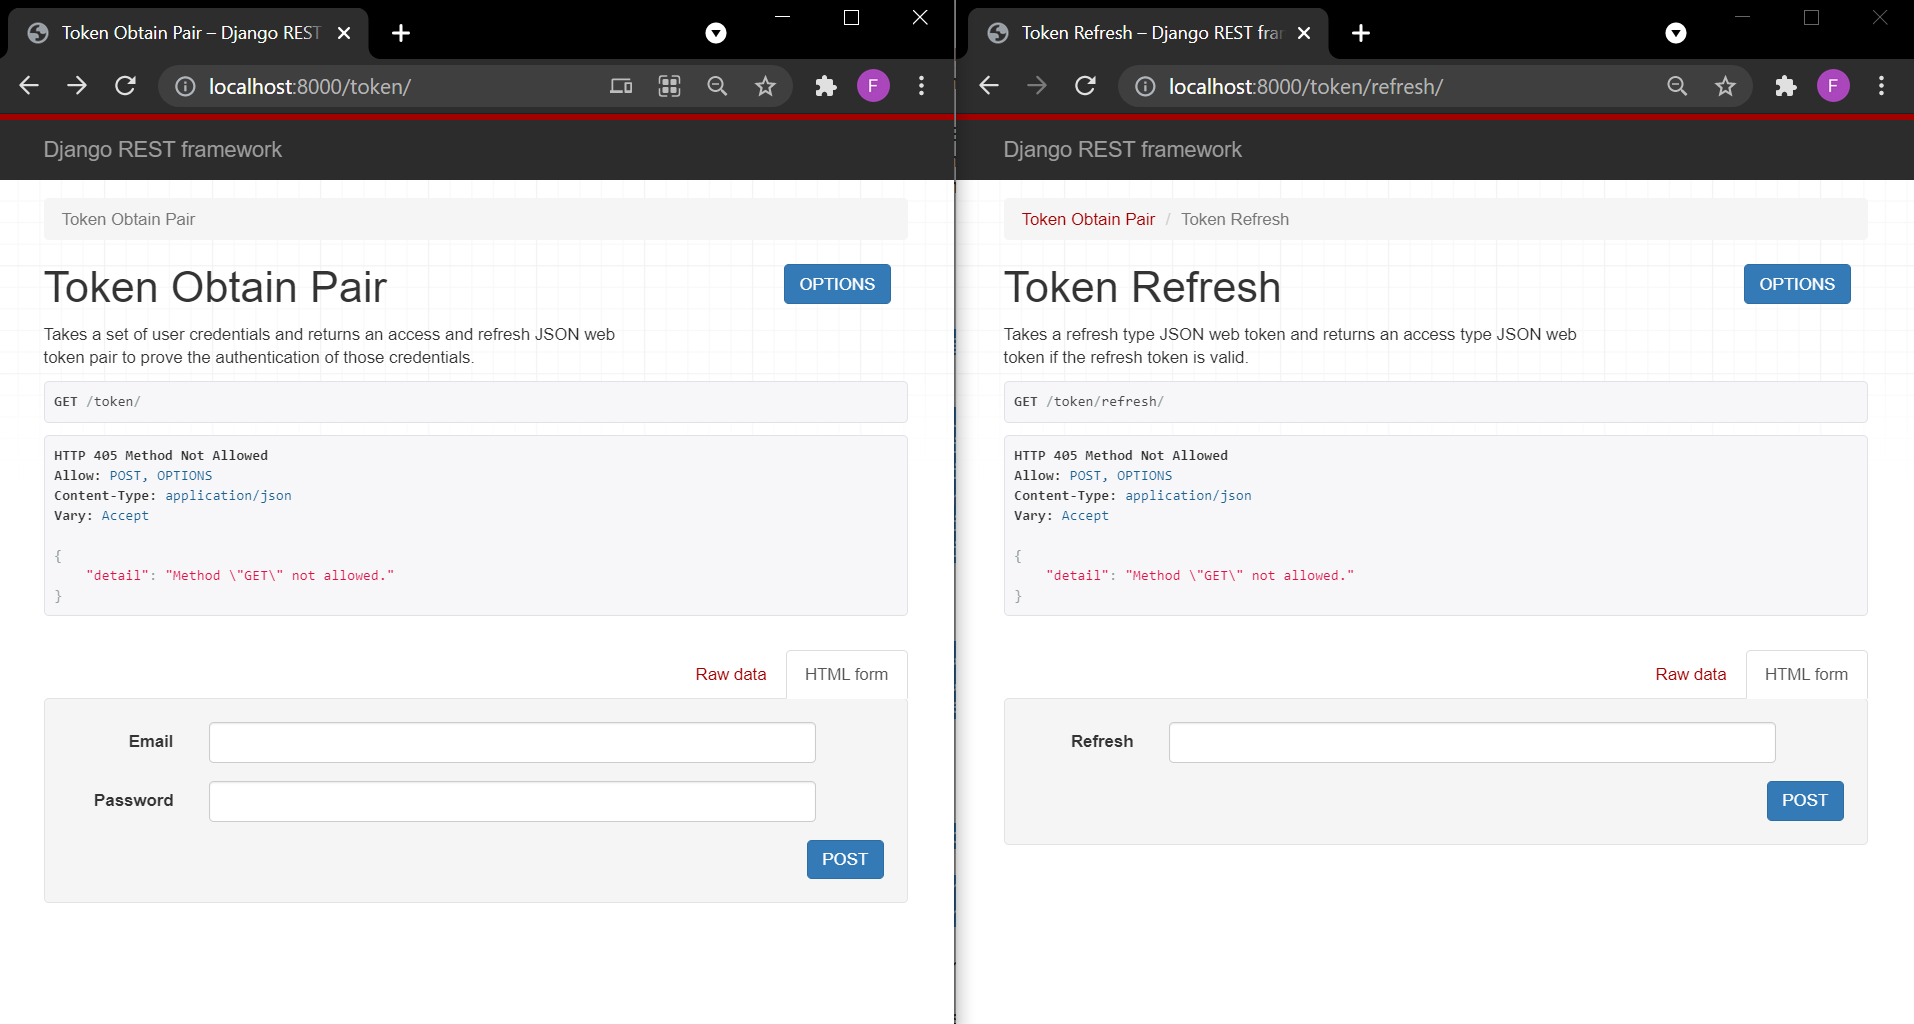 Token Obtain Pair – Django REST
localhost:8000/token/
F
Django REST framework
Token Obtain Pair
Token Obtain Pair
OPTIONS
Takes a set of user credentials and returns an access and refresh JSON web
token pair to prove the authentication of those credentials.
GET /token/
HTTP 405 Method Not Allowed
Allow: POST, OPTIONS
Content-Type: application/json
Vary: Accept
{
"detail": "Method \"GET\" not allowed."
}
Raw data
HTML form
Email
Password
POST
Token Refresh – Django REST fra
localhost:8000/token/refresh/
F
Django REST framework
Token Obtain Pair / Token Refresh
Token Refresh
OPTIONS
Takes a refresh type JSON web token and returns an access type JSON web
token if the refresh token is valid.
GET /token/refresh/
HTTP 405 Method Not Allowed
Allow: POST, OPTIONS
Content-Type: application/json
Vary: Accept
{
"detail": "Method \"GET\" not allowed."
}
Raw data
HTML form
Refresh
POST